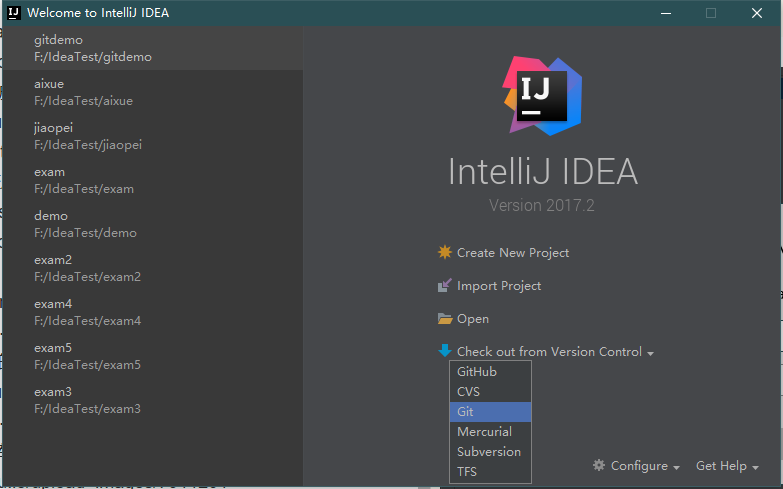 Welcome to IntelliJ IDEA
gitdemo
F:/IdeaTest/gitdemo
aixue
F:/IdeaTest/aixue
jiaopei
F:/IdeaTest/jiaopei
exam
F:/IdeaTest/exam
demo
F:/IdeaTest/demo
exam2
F:/IdeaTest/exam2
exam4
F:/IdeaTest/exam4
exam5
F:/IdeaTest/exam5
exam3
F:/IdeaTest/exam3
IJ
IntelliJ IDEA
Version 2017.2
Create New Project
Import Project
Open
Check out from Version Control
GitHub
CVS
Git
Mercurial
Subversion
TFS
Configure
Get Help